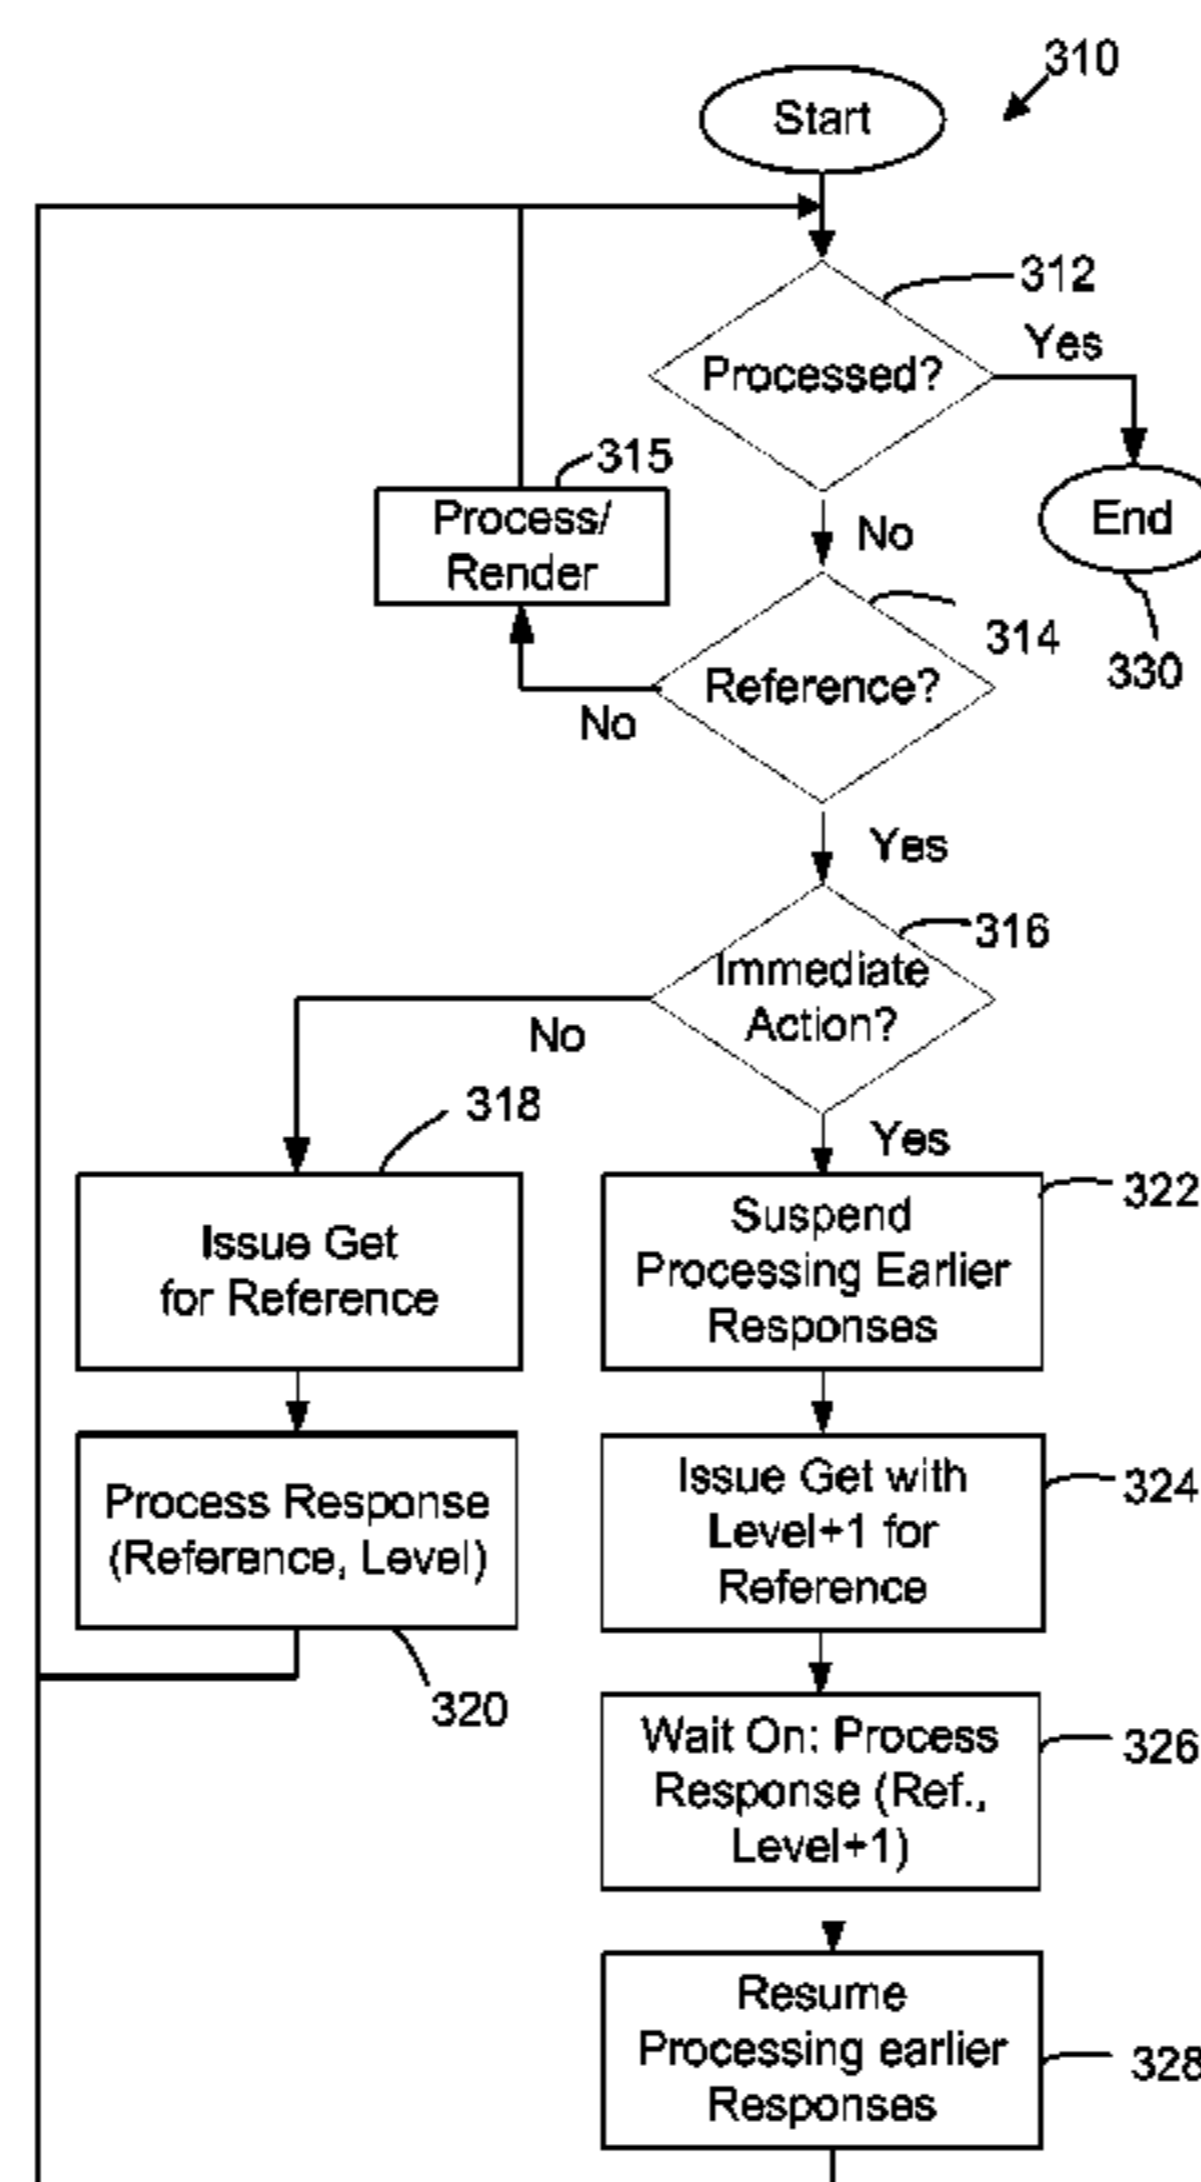 310
Start
312
Yes
Processed?
315
Process/
Render
End
No
314
330
Reference?
No
Yes
316
Immediate
Action?
No
318
Yes
322
Issue Get
for Reference
Suspend
Processing Earlier
Responses
Process Response
(Reference, Level)
324
Issue Get with
Level+1 for
Reference
320
326
Wait On: Process
Response (Ref.,
Level+1)
328
Resume
Processing earlier
Responses